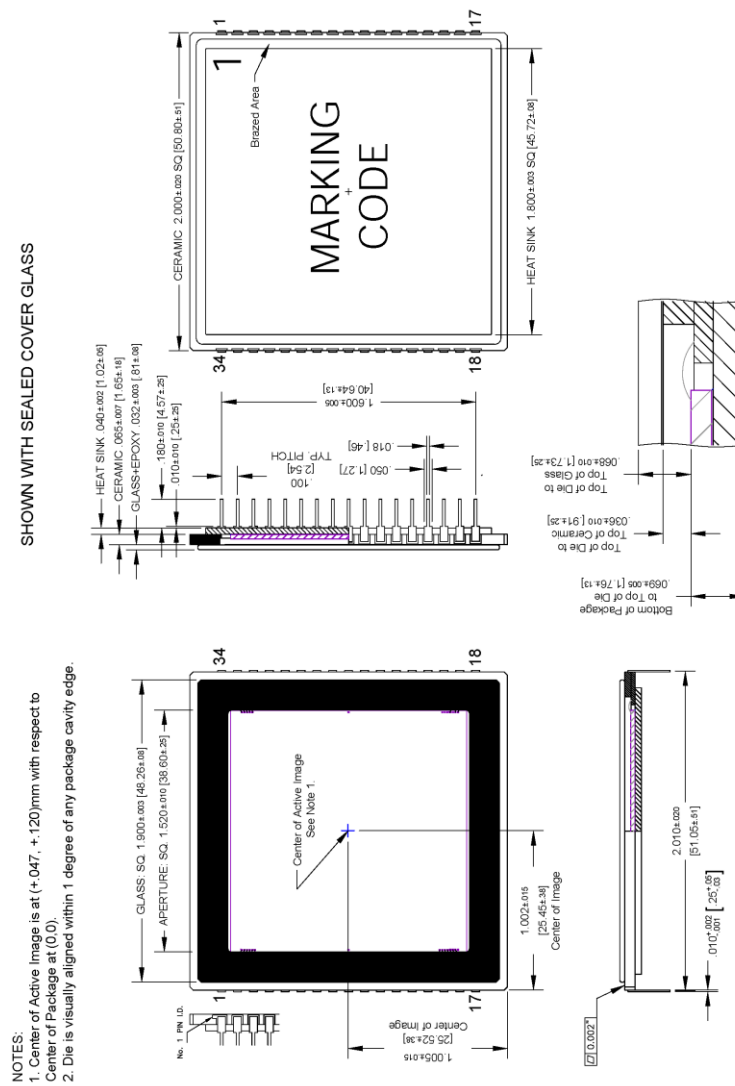 SHOWN WITH SEALED COVER GLASS
NOTES:
1. Center of Active Image is at (+.047, +.120)mm with respect to
Center of Package at (0,0).
2. Die is visually aligned within 1 degree of any package cavity edge.
HEAT SINK .040±.002 [1.02±.05]
CERAMIC .065±.007 [1.65±.18]
GLASS+EPOXY .032±.003 [.81±.08]
.180±.010 [4.57±.25]
.010±.010 [.25±.25]
.100
[2.54]
TYP. PITCH
.050 [1.27]
.018 [.46]
1.600±.005
[40.64±.13]
CERAMIC 2.000±.020 SQ [50.80±.51]
1
17
34
18
1
Brazed Area
MARKING
+
CODE
HEAT SINK 1.800±.003 SQ [45.72±.08]
GLASS: SQ. 1.900±.003 [48.26±.08]
APERTURE: SQ. 1.520±.010 [38.60±.25]
Center of Active Image
See Note 1.
1
17
34
18
No. 1 PIN I.D.
1.002±.015
[25.45±.38]
Center of Image
1.005±.015
[25.52±.38]
Center of Image
2.010±.020
[51.05±.51]
.010+.002 -.001 [.25+.05 -.03]
0.002"
Top of Die to
Top of Glass
.068±.010 [1.73±.25]
Top of Die to
Top of Ceramic
.036±.010 [.91±.25]
Bottom of Package
to Top of Die
.069±.005 [1.76±.13]